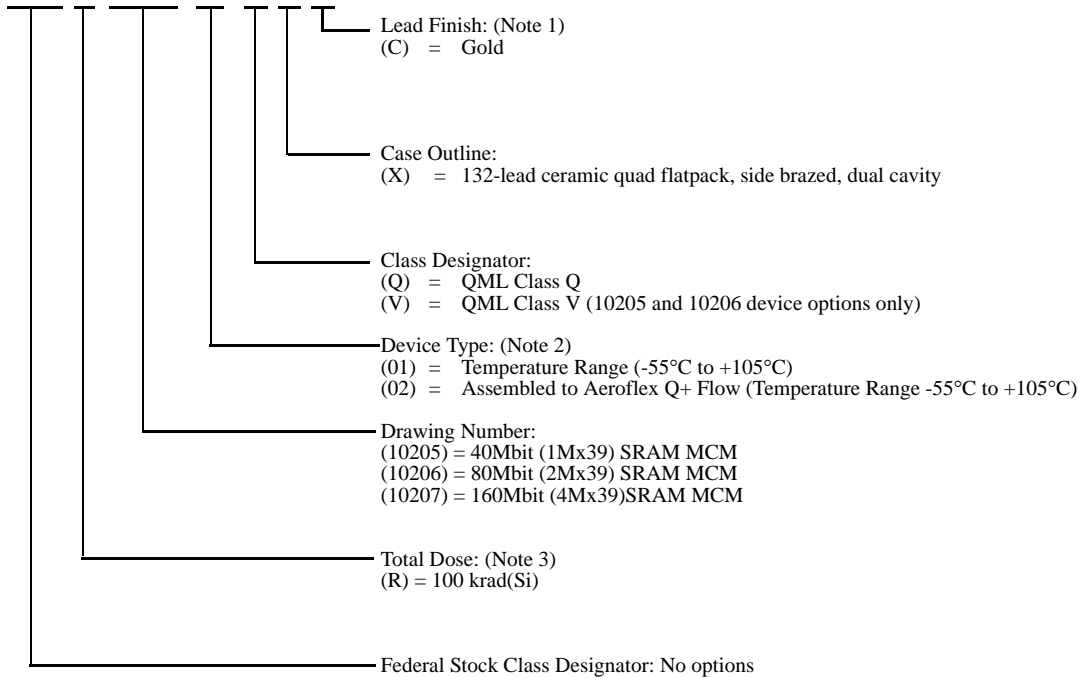 Lead Finish: (Note 1)
(C) = Gold
Case Outline:
(X) = 132-lead ceramic quad flatpack, side brazed, dual cavity
Class Designator:
(Q) = QML Class Q
(V) = QML Class V (10205 and 10206 device options only)
Device Type: (Note 2)
(01) = Temperature Range (-55°C to +105°C)
(02) = Assembled to Aeroflex Q+ Flow (Temperature Range -55°C to +105°C)
Drawing Number:
(10205) = 40Mbit (1Mx39) SRAM MCM
(10206) = 80Mbit (2Mx39) SRAM MCM
(10207) = 160Mbit (4Mx39)SRAM MCM
Total Dose: (Note 3)
(R) = 100 krad(Si)
Federal Stock Class Designator: No options